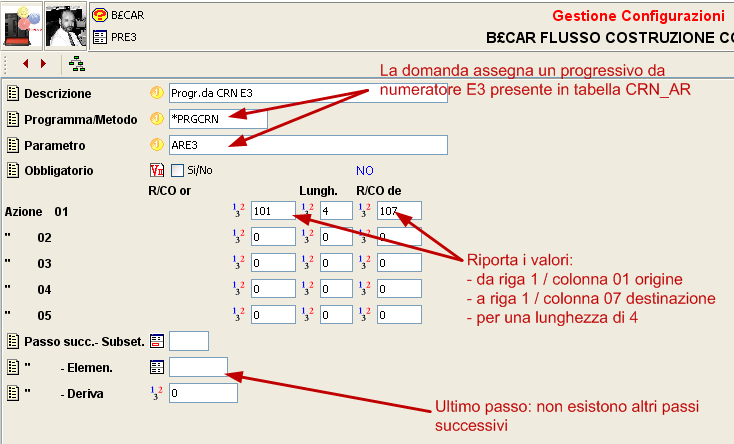 B£CAR
PRE3
Gestione Configurazioni
B£CAR FLUSSO COSTRUZIONE CO
La domanda assegna un progressivo da
numeratore E3 presente in tabella CRN_AR
Descrizione Progr.da CRN E3
Programma/Metodo *PRGCRN
Parametro ARE3
Obbligatorio Si/No NO
R/CO or Lungh. R/CO de
Azione 01 101 4 107
" 02 0 0 0
" 03 0 0 0
" 04 0 0 0
" 05 0 0 0
Riporta i valori:
- da riga 1 / colonna 01 origine
- a riga 1 / colonna 07 destinazione
- per una lunghezza di 4
Passo succ.- Subset.
" - Elemen.
" - Deriva 0
Ultimo passo: non esistono altri passi
successivi